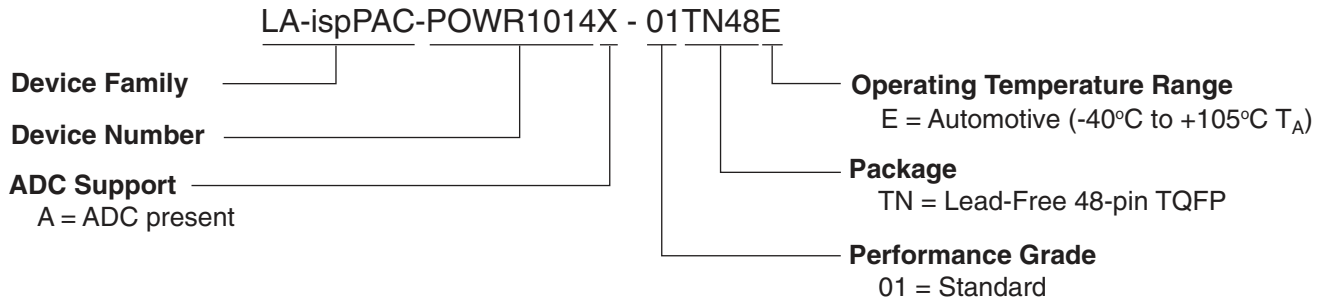 LA-ispPAC-POWR1014X - 01TN48E
Device Family
Device Number
ADC Support
A = ADC present
Operating Temperature Range
E = Automotive (-40°C to +105°C TA)
Package
TN = Lead-Free 48-pin TQFP
Performance Grade
01 = Standard